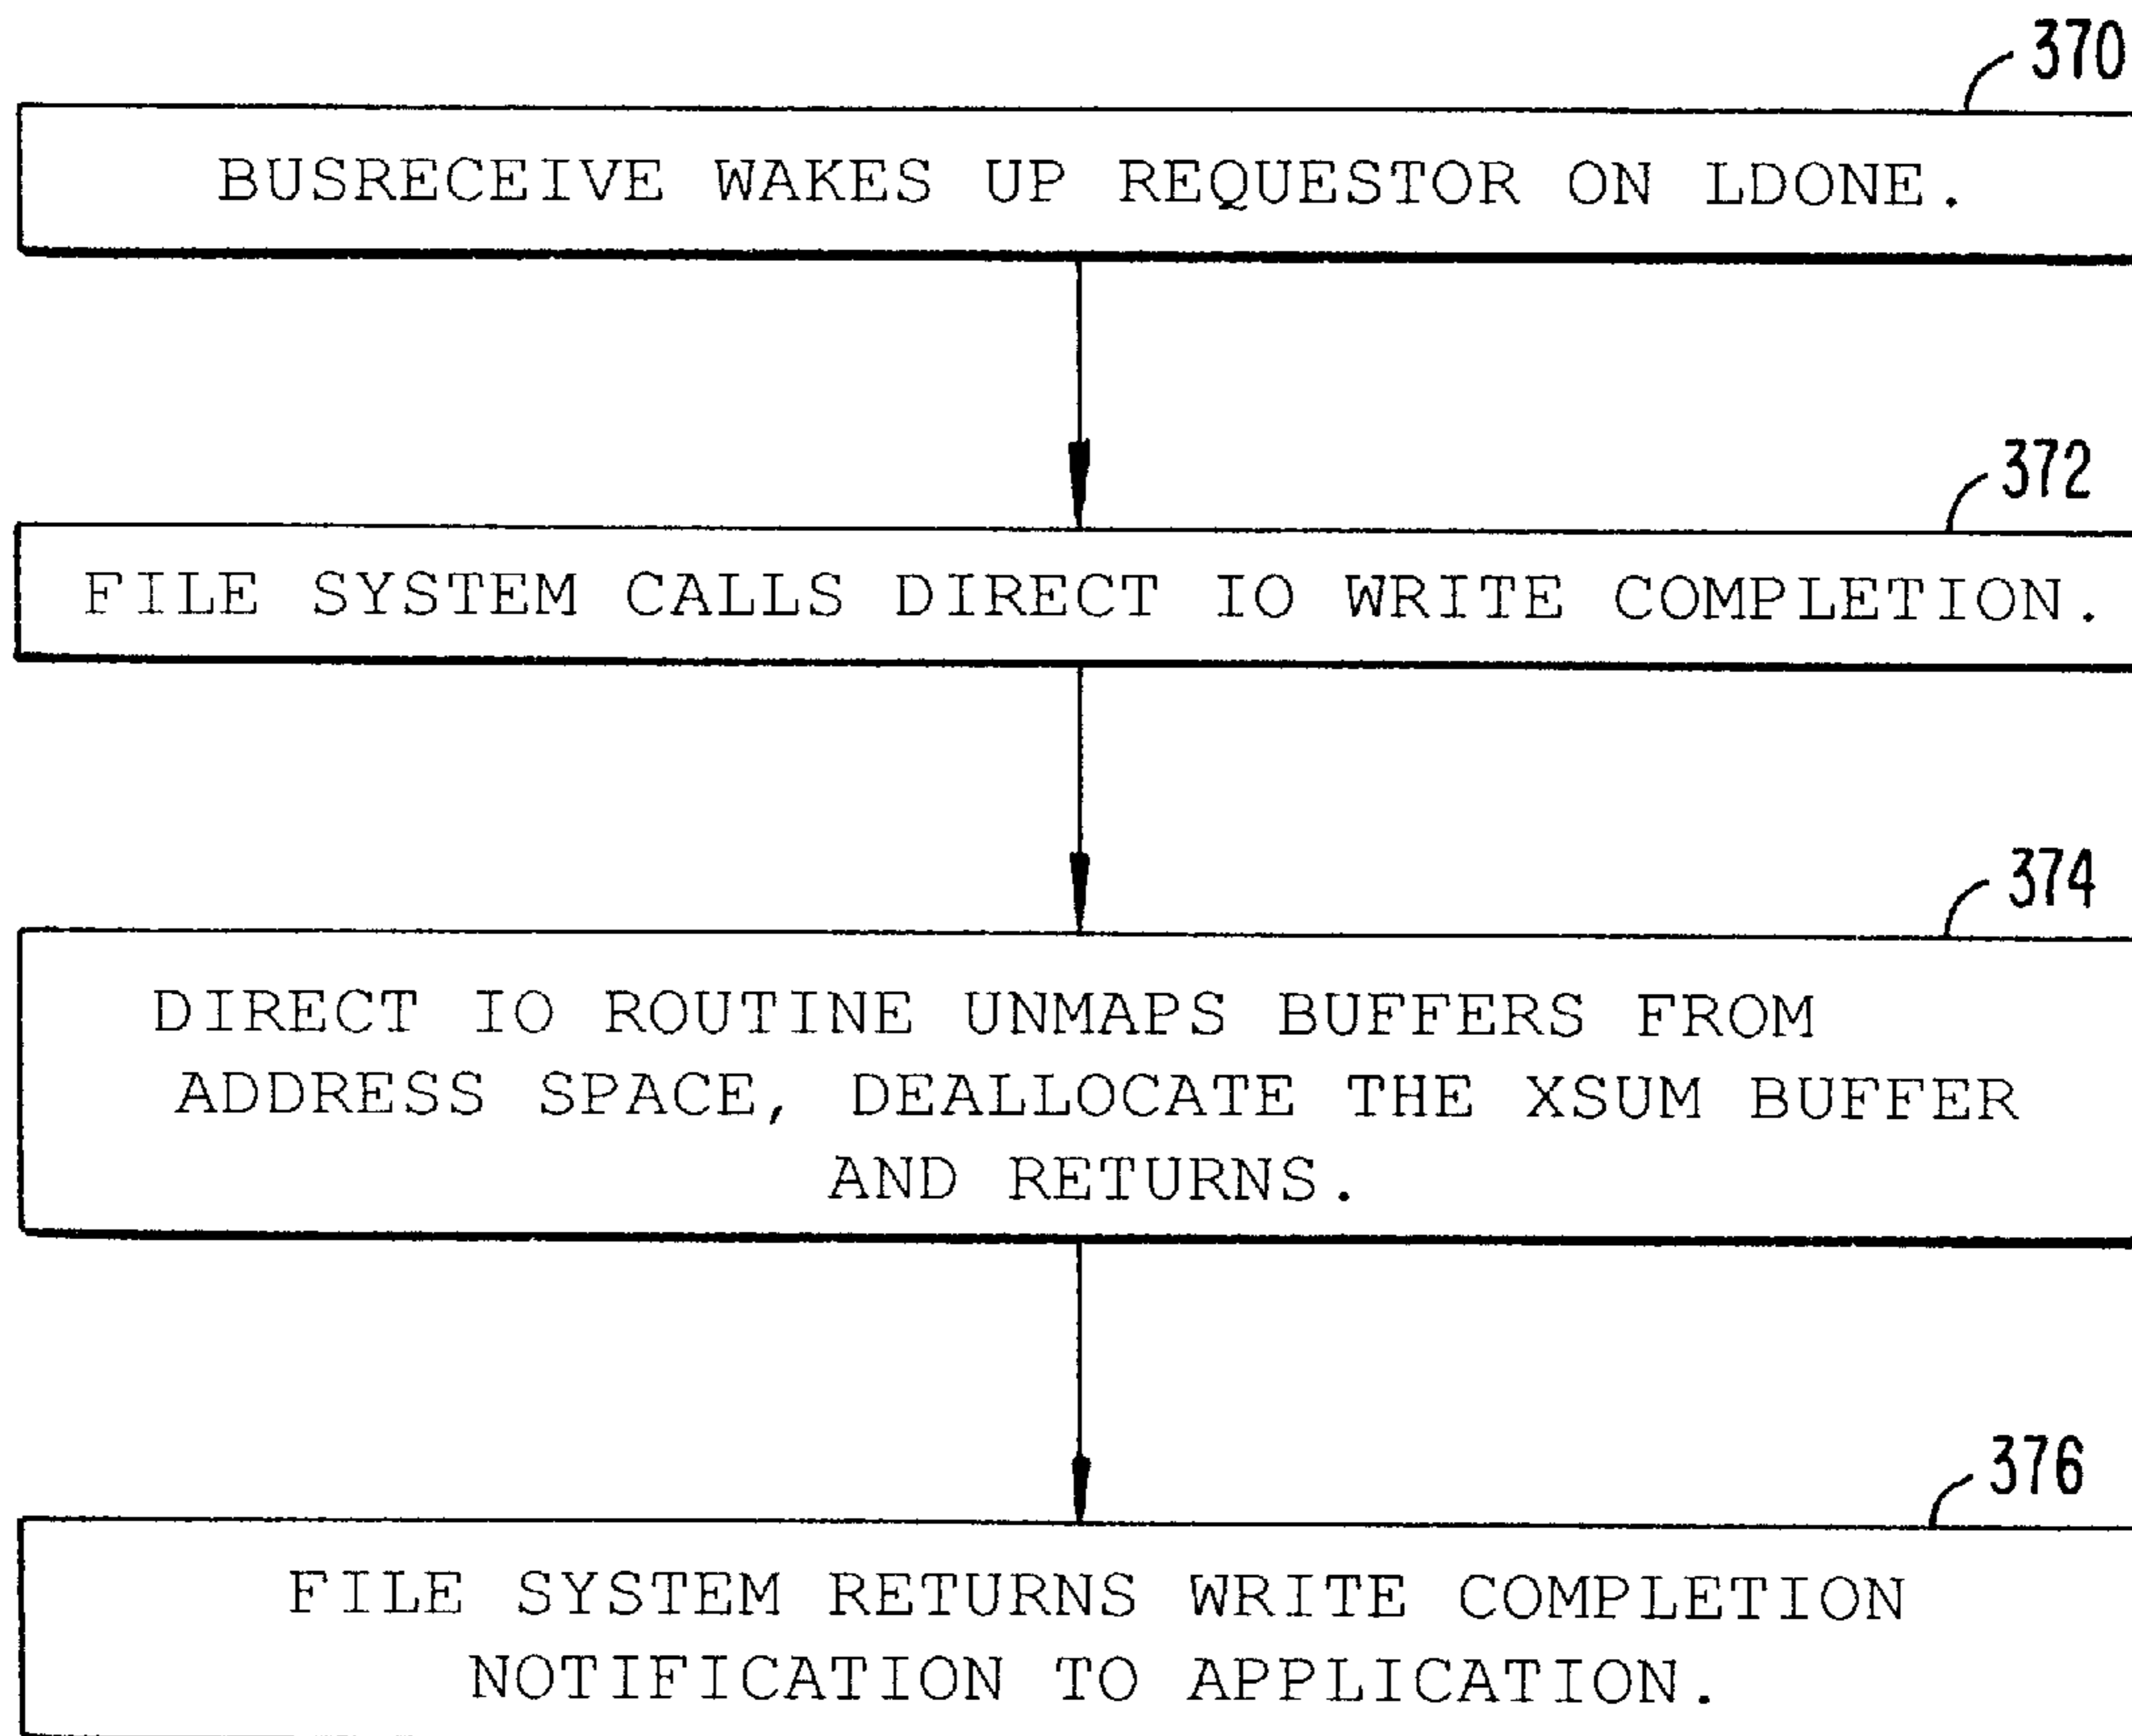 370
BUSRECEIVE WAKES UP REQUESTOR ON LDONE.
372
FILE SYSTEM CALLS DIRECT IO WRITE COMPLETION.
374
DIRECT IO ROUTINE UNMAPS BUFFERS FROM
ADDRESS SPACE, DEALLOCATE THE XSUM BUFFER
AND RETURNS.
376
FILE SYSTEM RETURNS WRITE COMPLETION
NOTIFICATION TO APPLICATION.